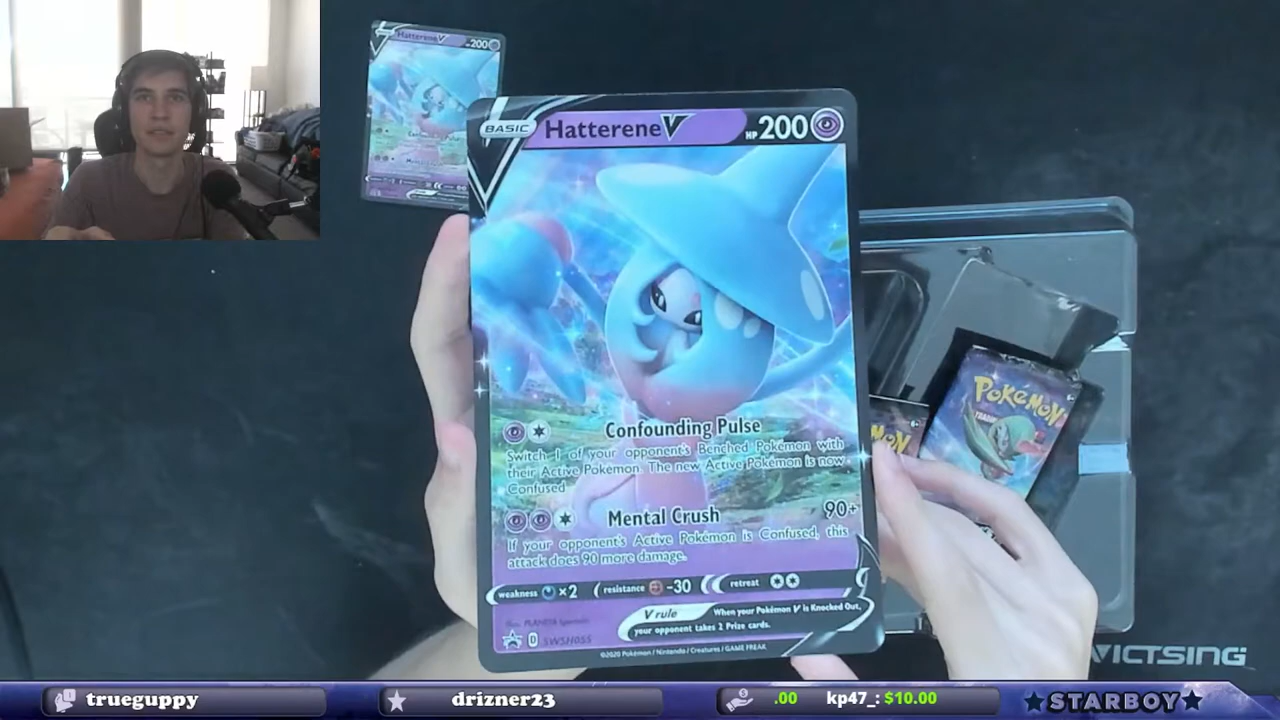 Hatterene V
200
BASIC
Hatterene V
HP 200
Confounding Pulse
Switch 1 of your opponent's Benched Pokémon with
their Active Pokémon. The new Active Pokémon is now
Confused.
Mental Crush
90+
If your opponent's Active Pokémon is Confused, this
attack does 90 more damage.
weakness ×2
resistance -30
retreat
V rule
When your Pokémon V is Knocked Out,
your opponent takes 2 Prize cards.
D SWSH055
©2020 Pokémon / Nintendo / Creatures / GAME FREAK
POKÉMON
VICTSING
trueguppy
drizner23
.00
kp47_: $10.00
STARBOY